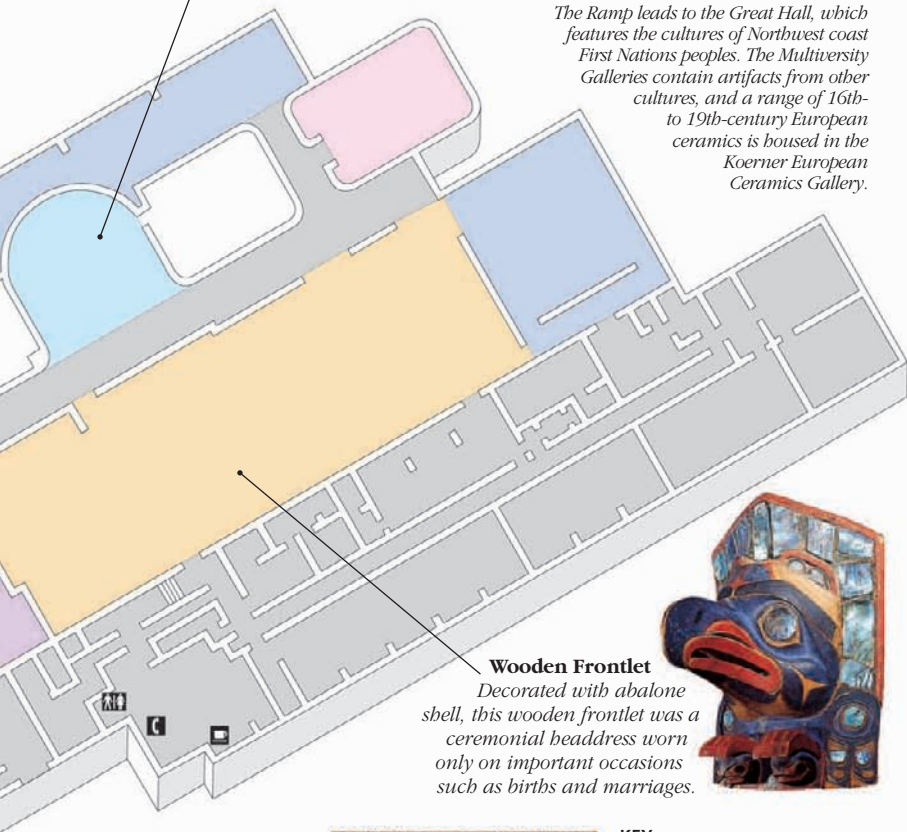 The Ramp leads to the Great Hall, which
features the cultures of Northwest coast
First Nations peoples. The Multiversity
Galleries contain artifacts from other
cultures, and a range of 16th-
to 19th-century European
ceramics is housed in the
Koerner European
Ceramics Gallery.
Wooden Frontlet
Decorated with abalone
shell, this wooden frontlet was a
ceremonial headdress worn
only on important occasions
such as births and marriages.
KEY